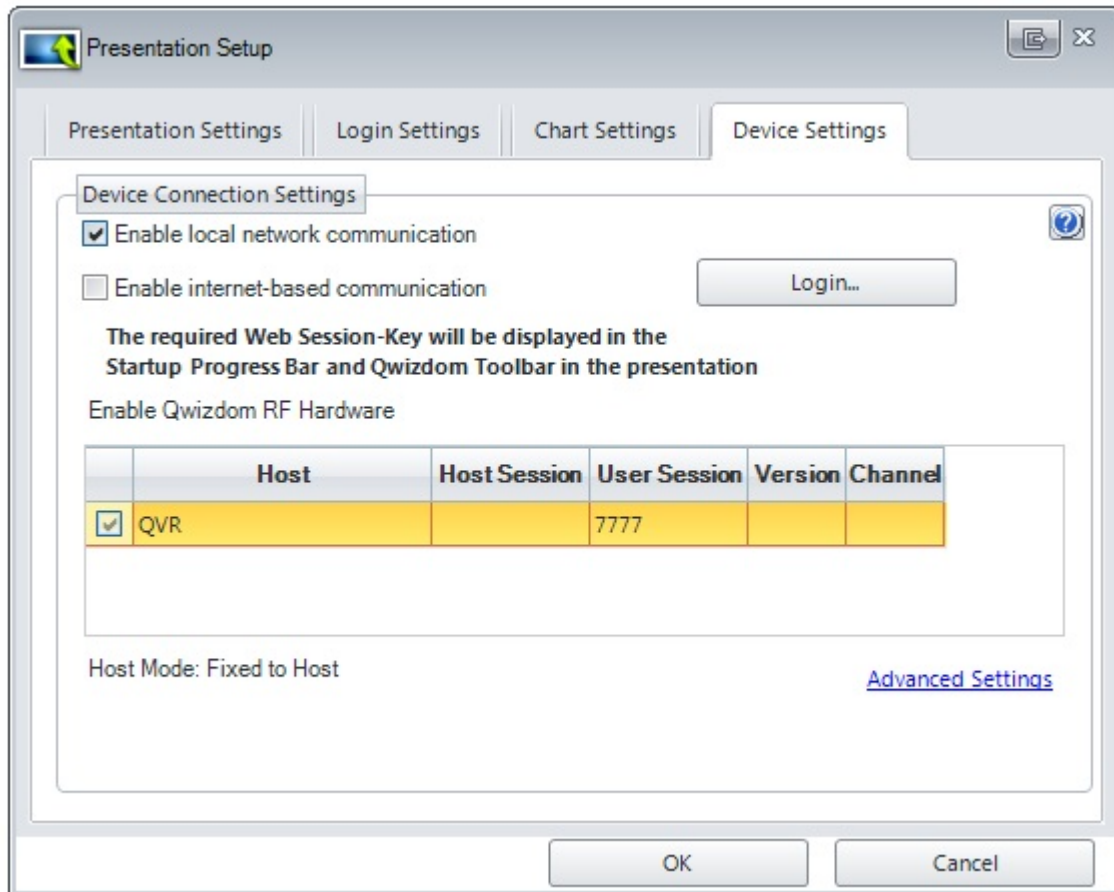 Presentation Setup
Presentation Settings
Login Settings
Chart Settings
Device Settings
Device Connection Settings
Enable local network communication
Enable internet-based communication
Login...
The required Web Session-Key will be displayed in the
Startup Progress Bar and Qwizdom Toolbar in the presentation
Enable Qwizdom RF Hardware
Host Host Session User Session Version Channel
QVR 7777
Host Mode: Fixed to Host
Advanced Settings
OK
Cancel